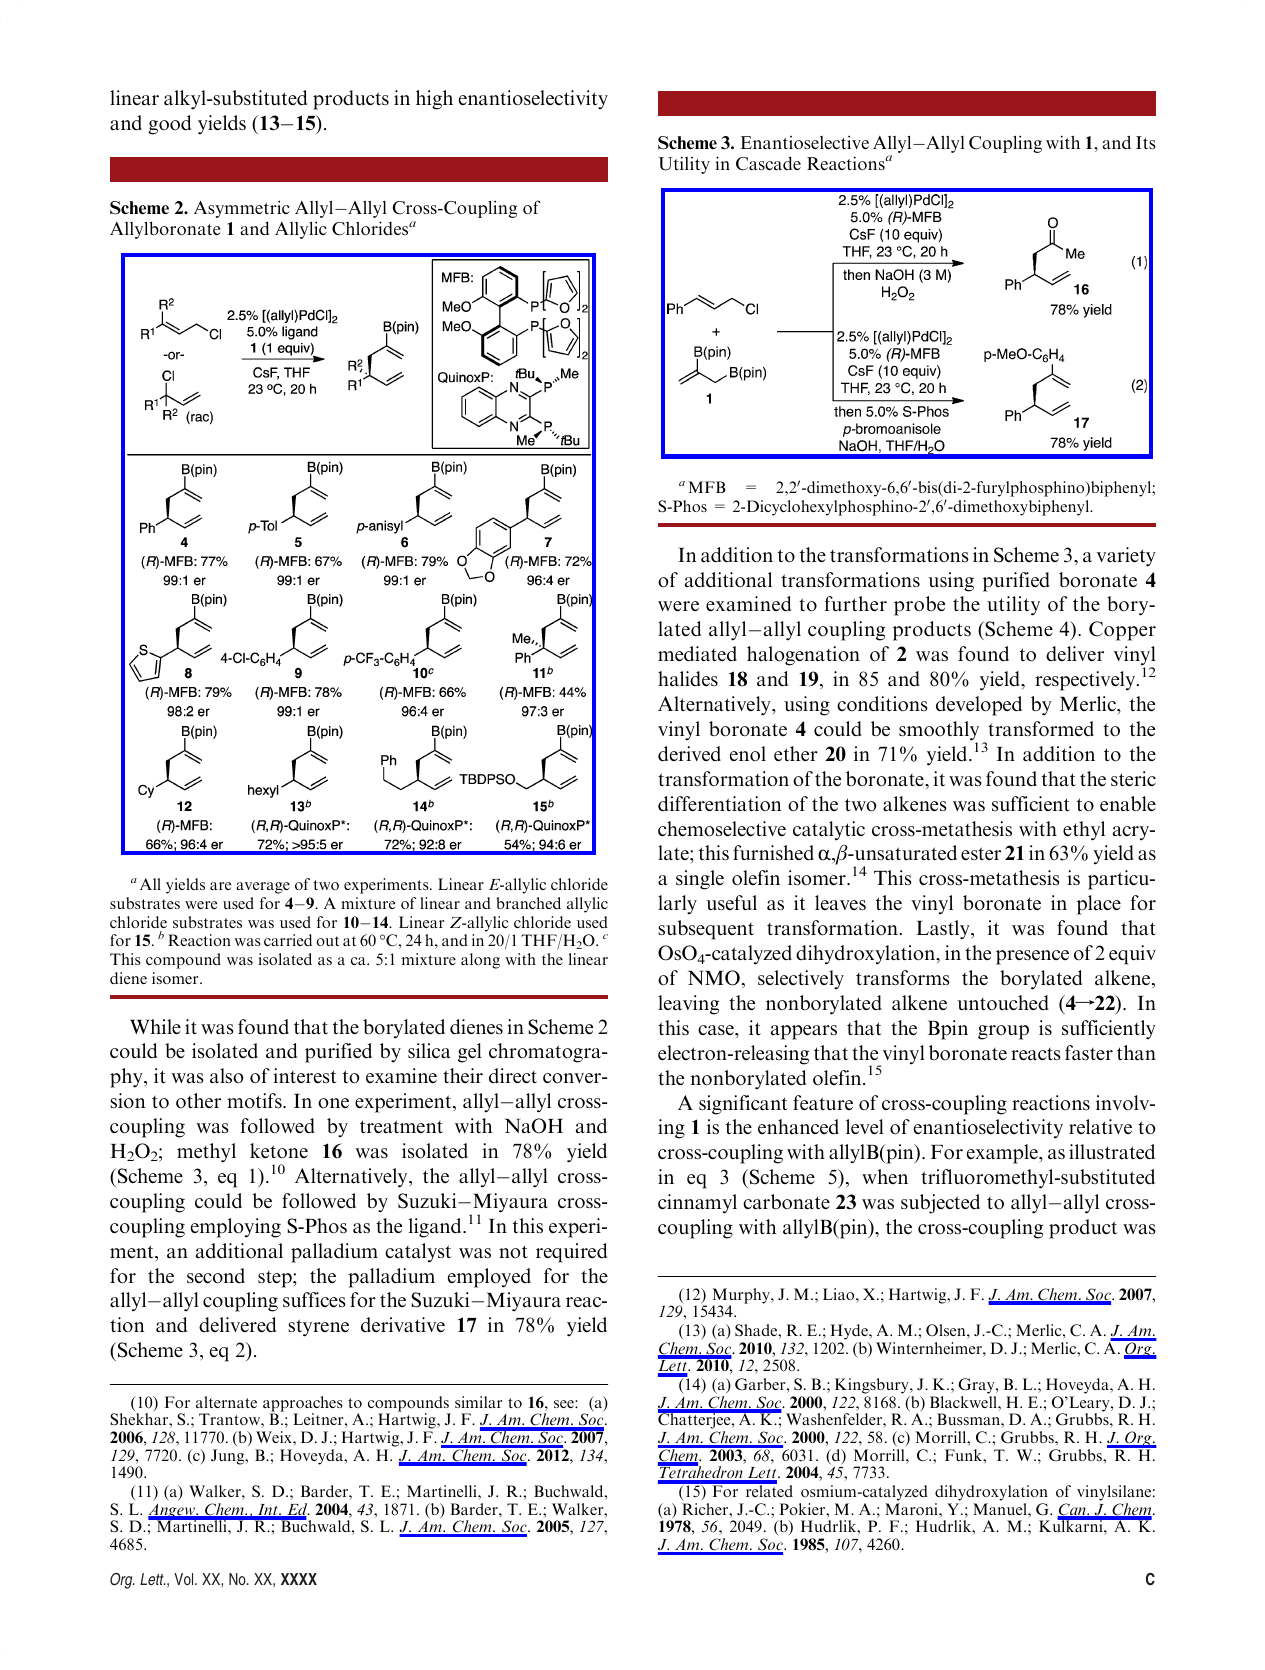 linear alkyl-substituted products in high enantioselectivity
and good yields (13−15).
Scheme 2. Asymmetric Allyl−Allyl Cross-Coupling of
Allylboronate 1 and Allylic Chlorides^a
R²
R¹
Cl
-or-
Cl
R¹
R² (rac)
2.5% [(allyl)PdCl]₂
5.0% ligand
1 (1 equiv)
CsF, THF
23 ºC, 20 h
B(pin)
R²
R¹
MFB:
MeO
MeO
P
O
2
P
O
2
QuinoxP:
tBu
Me
N
P
N
P
Me
tBu
B(pin) B(pin) B(pin) B(pin)
Ph p-Tol p-anisyl
O
O
4 5 6 7
(R)-MFB: 77% (R)-MFB: 67% (R)-MFB: 79% (R)-MFB: 72%
99:1 er 99:1 er 99:1 er 96:4 er
B(pin) B(pin) B(pin) B(pin)
S 4-Cl-C₆H₄ p-CF₃-C₆H₄ Me Ph
8 9 10^c 11^b
(R)-MFB: 79% (R)-MFB: 78% (R)-MFB: 66% (R)-MFB: 44%
98:2 er 99:1 er 96:4 er 97:3 er
B(pin) B(pin) B(pin) B(pin)
Cy hexyl Ph TBDPSO
12 13^b 14^b 15^b
(R)-MFB: (R,R)-QuinoxP*: (R,R)-QuinoxP*: (R,R)-QuinoxP*
66%; 96:4 er 72%; >95:5 er 72%; 92:8 er 54%; 94:6 er
^a All yields are average of two experiments. Linear E-allylic chloride
substrates were used for 4−9. A mixture of linear and branched allylic
chloride substrates was used for 10−14. Linear Z-allylic chloride used
for 15. ^b Reaction was carried out at 60 °C, 24 h, and in 20/1 THF/H₂O. ^c
This compound was isolated as a ca. 5:1 mixture along with the linear
diene isomer.
While it was found that the borylated dienes in Scheme 2
could be isolated and purified by silica gel chromatogra-
phy, it was also of interest to examine their direct conver-
sion to other motifs. In one experiment, allyl−allyl cross-
coupling was followed by treatment with NaOH and
H₂O₂; methyl ketone 16 was isolated in 78% yield
(Scheme 3, eq 1).¹⁰ Alternatively, the allyl−allyl cross-
coupling could be followed by Suzuki−Miyaura cross-
coupling employing S-Phos as the ligand.¹¹ In this experi-
ment, an additional palladium catalyst was not required
for the second step; the palladium employed for the
allyl−allyl coupling suffices for the Suzuki−Miyaura reac-
tion and delivered styrene derivative 17 in 78% yield
(Scheme 3, eq 2).
(10) For alternate approaches to compounds similar to 16, see: (a)
Shekhar, S.; Trantow, B.; Leitner, A.; Hartwig, J. F. J. Am. Chem. Soc.
2006, 128, 11770. (b) Weix, D. J.; Hartwig, J. F. J. Am. Chem. Soc. 2007,
129, 7720. (c) Jung, B.; Hoveyda, A. H. J. Am. Chem. Soc. 2012, 134,
1490.
(11) (a) Walker, S. D.; Barder, T. E.; Martinelli, J. R.; Buchwald,
S. L. Angew. Chem., Int. Ed. 2004, 43, 1871. (b) Barder, T. E.; Walker,
S. D.; Martinelli, J. R.; Buchwald, S. L. J. Am. Chem. Soc. 2005, 127,
4685.
Scheme 3. Enantioselective Allyl−Allyl Coupling with 1, and Its
Utility in Cascade Reactions^a
Ph
Cl
+
B(pin)
B(pin)
1
2.5% [(allyl)PdCl]₂
5.0% (R)-MFB
CsF (10 equiv)
THF, 23 °C, 20 h
then NaOH (3 M)
H₂O₂
O
Me
Ph
16
78% yield
(1)
2.5% [(allyl)PdCl]₂
5.0% (R)-MFB
CsF (10 equiv)
THF, 23 °C, 20 h
then 5.0% S-Phos
p-bromoanisole
NaOH, THF/H₂O
p-MeO-C₆H₄
Ph
17
78% yield
(2)
^a MFB = 2,2′-dimethoxy-6,6′-bis(di-2-furylphosphino)biphenyl;
S-Phos = 2-Dicyclohexylphosphino-2′,6′-dimethoxybiphenyl.
In addition to the transformations in Scheme 3, a variety
of additional transformations using purified boronate 4
were examined to further probe the utility of the bory-
lated allyl−allyl coupling products (Scheme 4). Copper
mediated halogenation of 2 was found to deliver vinyl
halides 18 and 19, in 85 and 80% yield, respectively.¹²
Alternatively, using conditions developed by Merlic, the
vinyl boronate 4 could be smoothly transformed to the
derived enol ether 20 in 71% yield.¹³ In addition to the
transformation of the boronate, it was found that the steric
differentiation of the two alkenes was sufficient to enable
chemoselective catalytic cross-metathesis with ethyl acry-
late; this furnished α,β-unsaturated ester 21 in 63% yield as
a single olefin isomer.¹⁴ This cross-metathesis is particu-
larly useful as it leaves the vinyl boronate in place for
subsequent transformation. Lastly, it was found that
OsO₄-catalyzed dihydroxylation, in the presence of 2 equiv
of NMO, selectively transforms the borylated alkene,
leaving the nonborylated alkene untouched (4→22). In
this case, it appears that the Bpin group is sufficiently
electron-releasing that the vinyl boronate reacts faster than
the nonborylated olefin.¹⁵
A significant feature of cross-coupling reactions involv-
ing 1 is the enhanced level of enantioselectivity relative to
cross-coupling with allylB(pin). For example, as illustrated
in eq 3 (Scheme 5), when trifluoromethyl-substituted
cinnamyl carbonate 23 was subjected to allyl−allyl cross-
coupling with allylB(pin), the cross-coupling product was
(12) Murphy, J. M.; Liao, X.; Hartwig, J. F. J. Am. Chem. Soc. 2007,
129, 15434.
(13) (a) Shade, R. E.; Hyde, A. M.; Olsen, J.-C.; Merlic, C. A. J. Am.
Chem. Soc. 2010, 132, 1202. (b) Winternheimer, D. J.; Merlic, C. A. Org.
Lett. 2010, 12, 2508.
(14) (a) Garber, S. B.; Kingsbury, J. K.; Gray, B. L.; Hoveyda, A. H.
J. Am. Chem. Soc. 2000, 122, 8168. (b) Blackwell, H. E.; O’Leary, D. J.;
Chatterjee, A. K.; Washenfelder, R. A.; Bussman, D. A.; Grubbs, R. H.
J. Am. Chem. Soc. 2000, 122, 58. (c) Morrill, C.; Grubbs, R. H. J. Org.
Chem. 2003, 68, 6031. (d) Morrill, C.; Funk, T. W.; Grubbs, R. H.
Tetrahedron Lett. 2004, 45, 7733.
(15) For related osmium-catalyzed dihydroxylation of vinylsilane:
(a) Richer, J.-C.; Pokier, M. A.; Maroni, Y.; Manuel, G. Can. J. Chem.
1978, 56, 2049. (b) Hudrlik, P. F.; Hudrlik, A. M.; Kulkarni, A. K.
J. Am. Chem. Soc. 1985, 107, 4260.
Org. Lett., Vol. XX, No. XX, XXXX
C